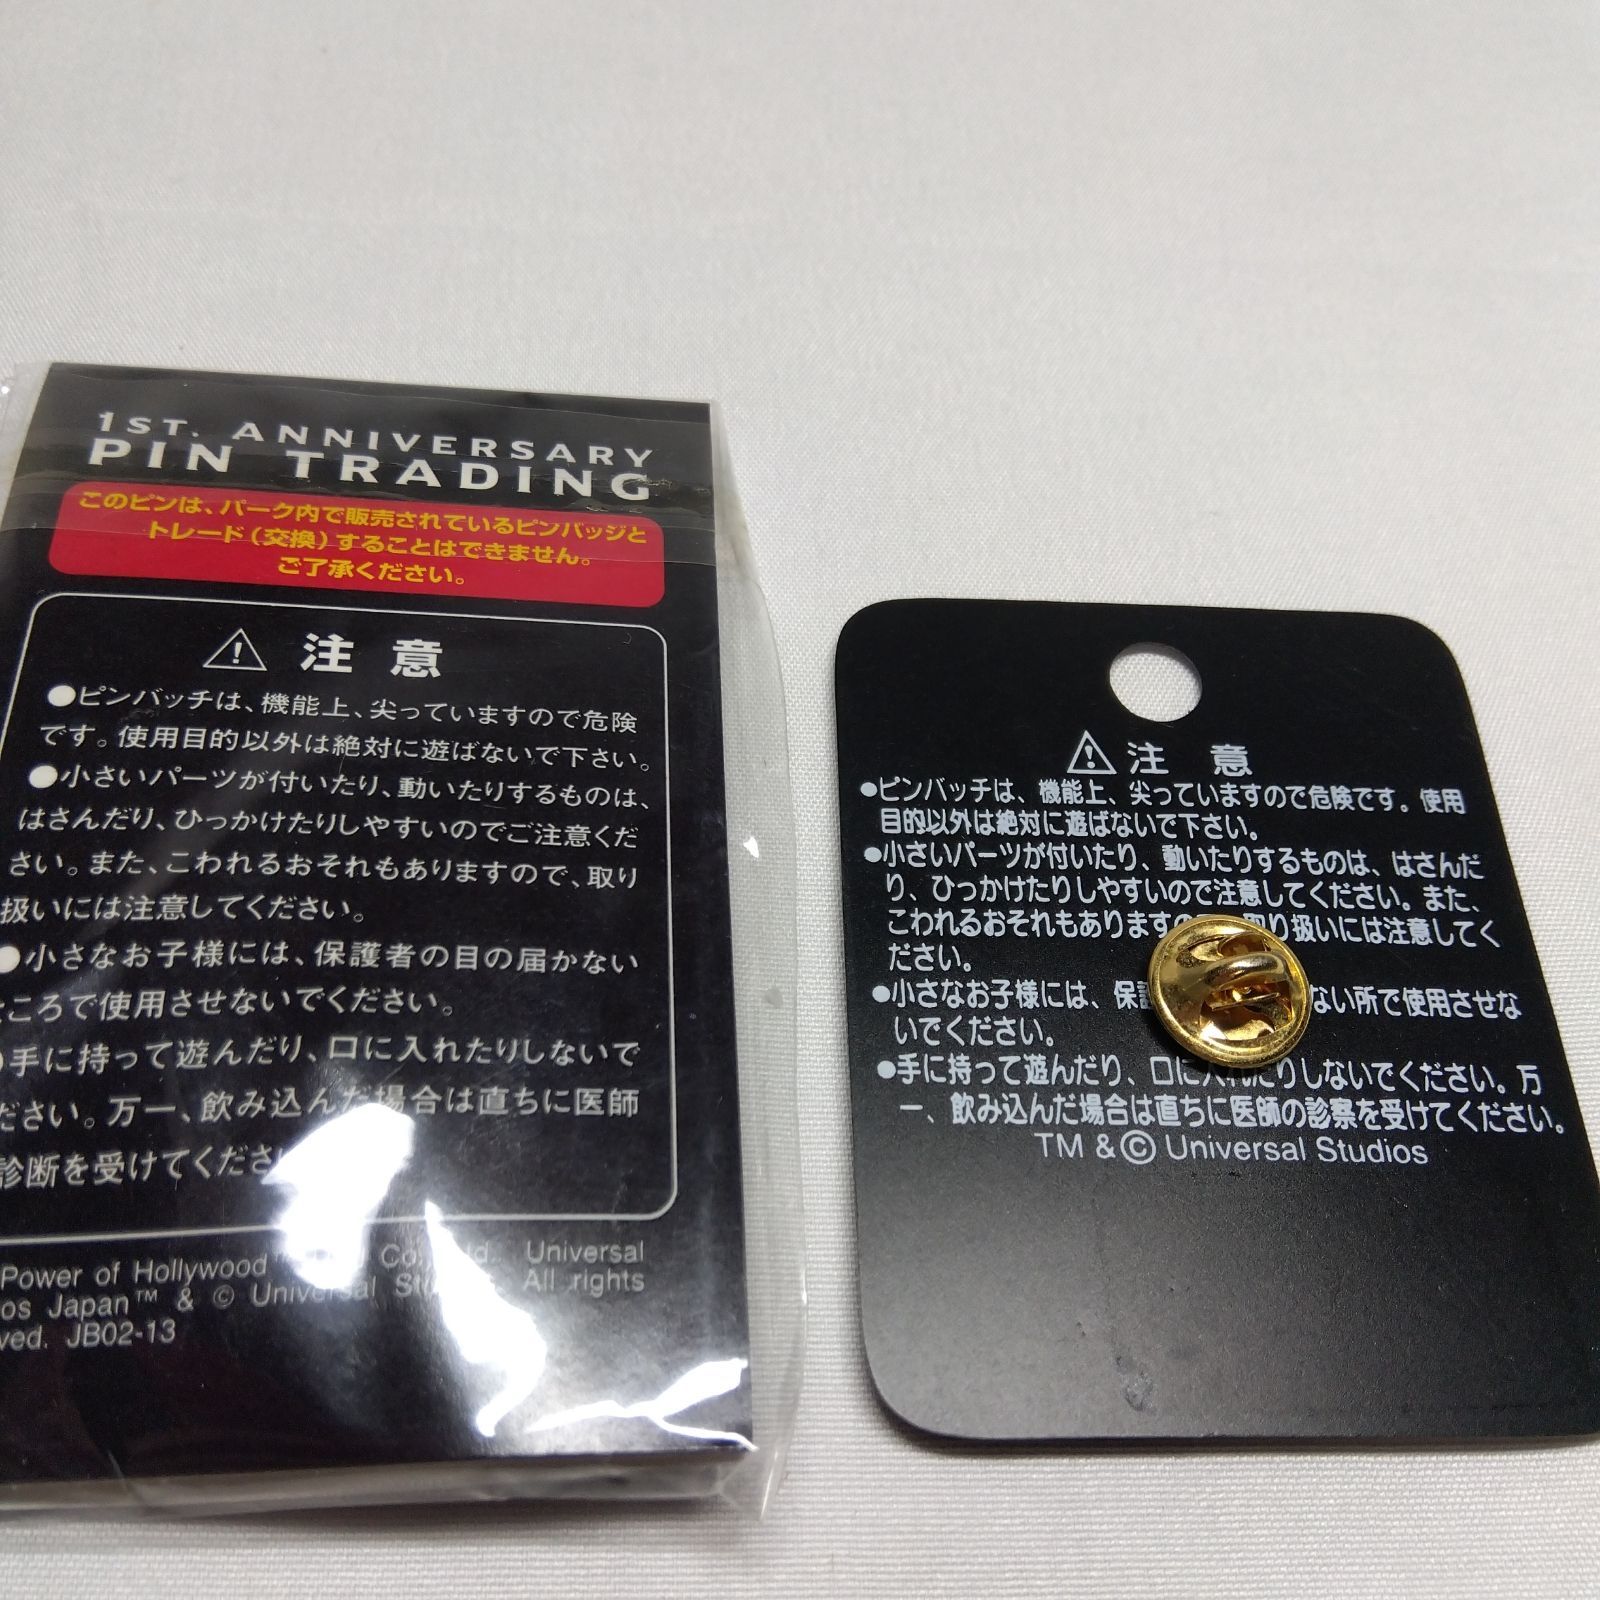 1ST. ANNIVERSARY
PIN TRADING
このピンは、パーク内で販売されているピンバッジと
トレード(交換)することはできません。
ご了承ください。
注 意
●ピンバッチは、機能上、尖っていますので危険
です。使用目的以外は絶対に遊ばないで下さい。
●小さいパーツが付いたり、動いたりするものは、
はさんだり、ひっかけたりしやすいのでご注意くだ
さい。また、こわれるおそれもありますので、取り
扱いには注意してください。
●小さなお子様には、保護者の目の届かない
ころで使用させないでください。
手に持って遊んだり、口に入れたりしないで
ださい。万一、飲み込んだ場合は直ちに医師
診断を受けてくださ
Power of Hollywood Co., Universal
os Japan™ & © Universal All rights
ved. JB02-13
注 意
●ピンバッチは、機能上、尖っていますので危険です。使用
目的以外は絶対に遊ばないで下さい。
●小さいパーツが付いたり、動いたりするものは、はさんだ
り、ひっかけたりしやすいので注意してください。また、
こわれるおそれもあります り扱いには注意してく
ださい。
●小さなお子様には、保 ない所で使用させな
いでください。
●手に持って遊んだり、口に入れたりしないでください。万
一、飲み込んだ場合は直ちに医師の診察を受けてください。
TM & © Universal Studios